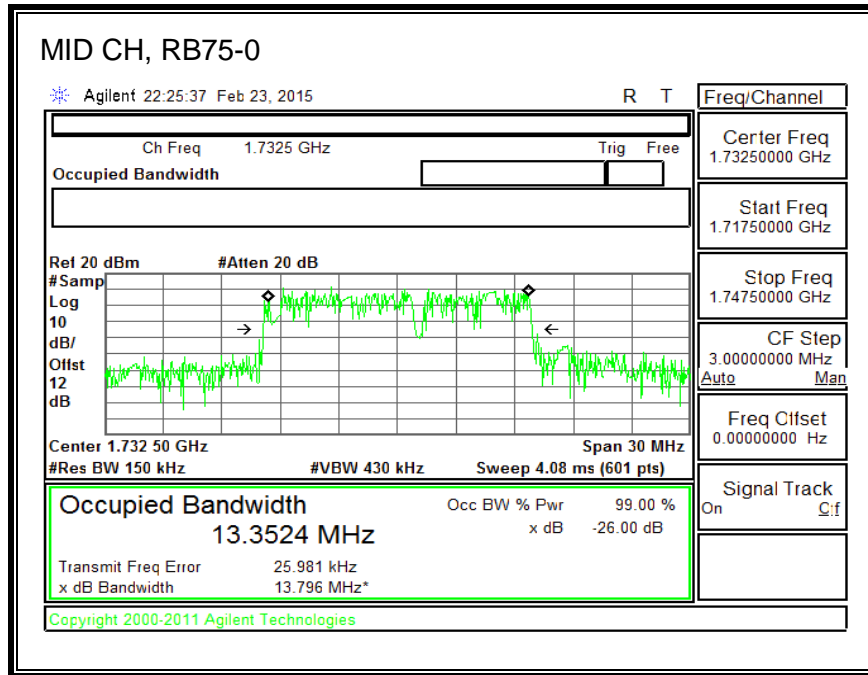 MID CH, RB75-0
Agilent 22:25:37 Feb 23, 2015 R T
Freq/Channel
Ch Freq 1.7325 GHz Trig Free
Occupied Bandwidth
Center Freq
1.73250000 GHz
Start Freq
1.71750000 GHz
Stop Freq
1.74750000 GHz
CF Step
3.00000000 MHz
Auto Man
Freq Offset
0.00000000 Hz
Signal Track
On Off
Ref 20 dBm #Atten 20 dB
#Samp
Log
10
dB/
Offst
12
dB
Center 1.732 50 GHz Span 30 MHz
#Res BW 150 kHz #VBW 430 kHz Sweep 4.08 ms (601 pts)
Occupied Bandwidth Occ BW % Pwr 99.00 %
13.3524 MHz x dB -26.00 dB
Transmit Freq Error 25.981 kHz
x dB Bandwidth 13.796 MHz*
Copyright 2000-2011 Agilent Technologies